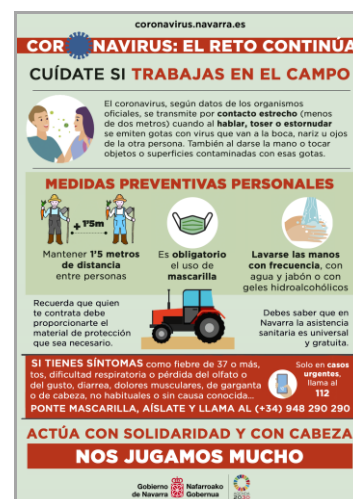 coronavirus.navarra.es
CORONAVIRUS: EL RETO CONTINÚA
CUÍDATE SI TRABAJAS EN EL CAMPO
El coronavirus, según datos de los organismos
oficiales, se transmite por contacto estrecho (menos
de dos metros) cuando al hablar, toser o estornudar
se emiten gotas con virus que van a la boca, nariz u ojos
de la otra persona. También al darse la mano o tocar
objetos o superficies contaminadas con esas gotas.
MEDIDAS PREVENTIVAS PERSONALES
+ 1'5m
Mantener 1'5 metros
de distancia
entre personas
Es obligatorio
el uso de
mascarilla
Lavarse las manos
con frecuencia, con
agua y jabón o con
geles hidroalcohólicos
Recuerda que quien
te contrata debe
proporcionarte el
material de protección
que sea necesario.
Debes saber que en
Navarra la asistencia
sanitaria es universal
y gratuita.
SI TIENES SÍNTOMAS como fiebre de 37 o más,
tos, dificultad respiratoria o pérdida del olfato o
del gusto, diarrea, dolores musculares, de garganta
o de cabeza, no habituales o sin causa conocida...
PONTE MASCARILLA, AÍSLATE Y LLAMA AL (+34) 948 290 290
Solo en casos
urgentes,
llama al
112
ACTÚA CON SOLIDARIDAD Y CON CABEZA
NOS JUGAMOS MUCHO
Gobierno de Navarra
Nafarroako Gobernua